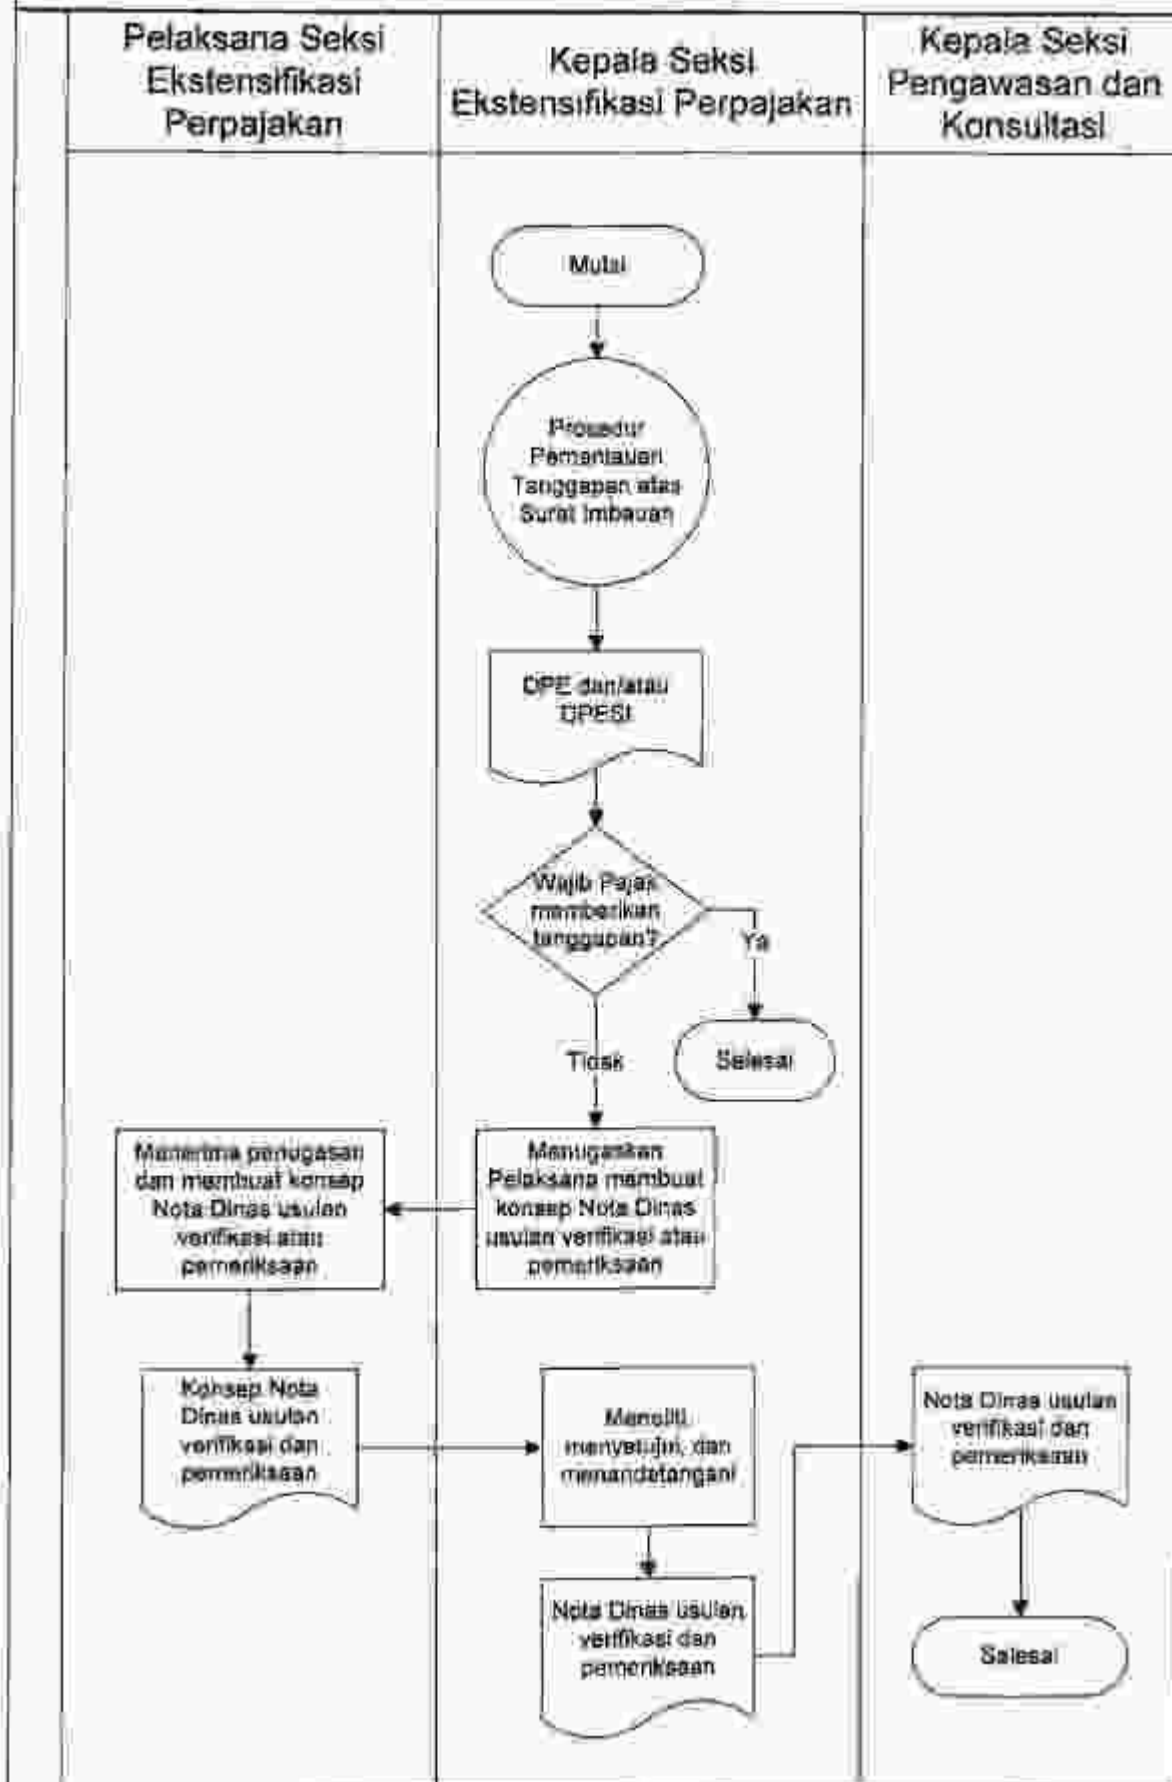 Pelaksana Seksi
Ekstensifikasi
Perpajakan
Kepala Seksi
Ekstensifikasi Perpajakan
Kepala Seksi
Pengawasan dan
Konsultasi
Mulai
Prosedur
Pemantauan
Tanggapan atas
Surat Imbauan
DPE dan/atau
DPESI
Wajib Pajak
memberikan
tanggapan?
Ya
Tidak
Selesai
Menugaskan
Pelaksana membuat
konsep Nota Dinas
usulan verifikasi atau
pemeriksaan
Menerima penugasan
dan membuat konsep
Nota Dinas usulan
verifikasi atau
pemeriksaan
Konsep Nota
Dinas usulan
verifikasi dan
pemeriksaan
Meneliti,
menyetujui, dan
menandatangani
Nota Dinas usulan
verifikasi dan
pemeriksaan
Nota Dinas usulan
verifikasi dan
pemeriksaan
Selesai